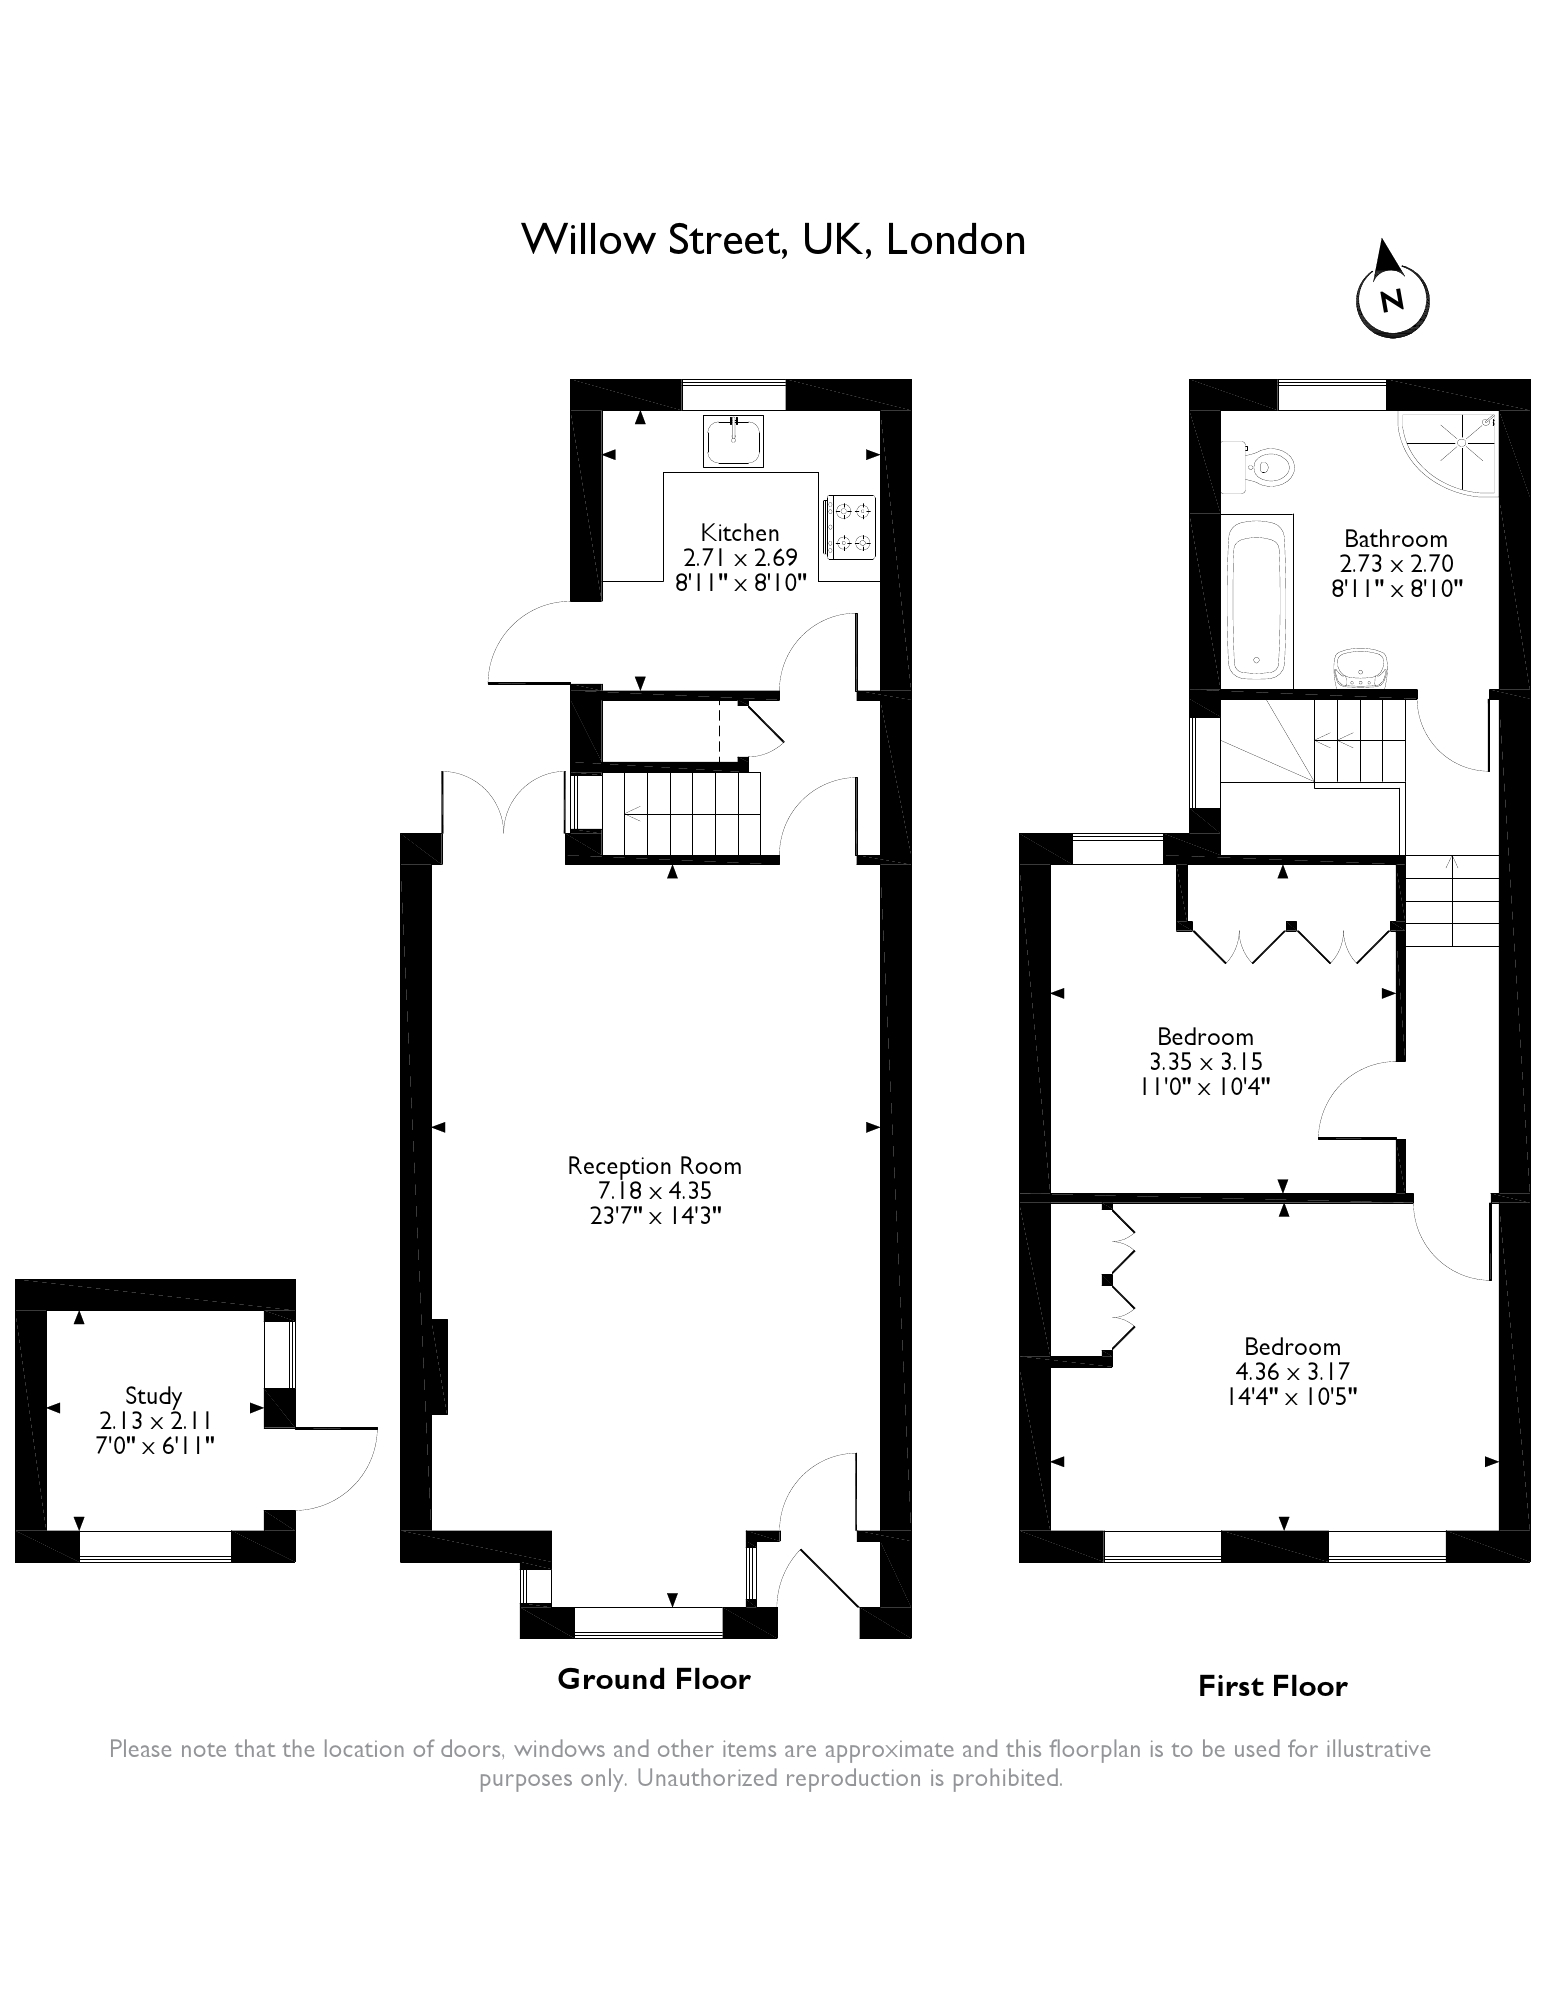 Willow Street, UK, London
N
Kitchen
2.71 x 2.69
8'11" x 8'10"
Bathroom
2.73 x 2.70
8'11" x 8'10"
Bedroom
3.35 x 3.15
11'0" x 10'4"
Reception Room
7.18 x 4.35
23'7" x 14'3"
Study
2.13 x 2.11
7'0" x 6'11"
Bedroom
4.36 x 3.17
14'4" x 10'5"
Ground Floor
First Floor
Please note that the location of doors, windows and other items are approximate and this floorplan is to be used for illustrative
purposes only. Unauthorized reproduction is prohibited.